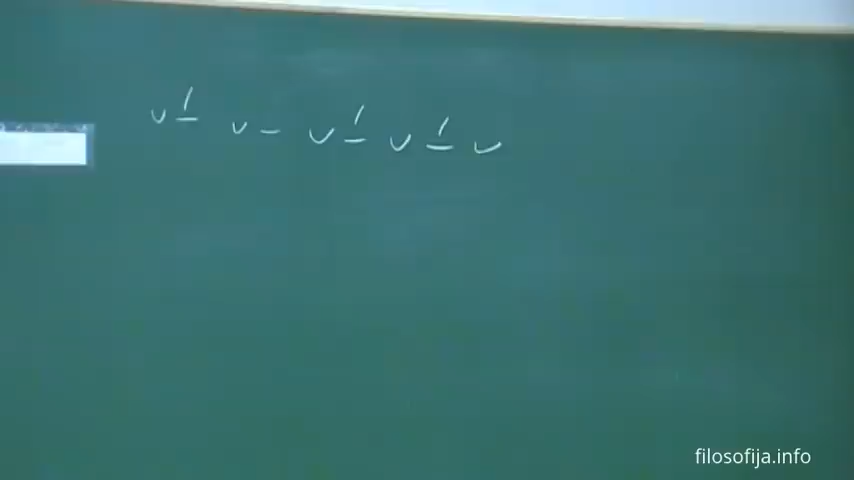 ∪ –́ ∪ – ∪ –́ ∪ –́ ∪
filosofija.info